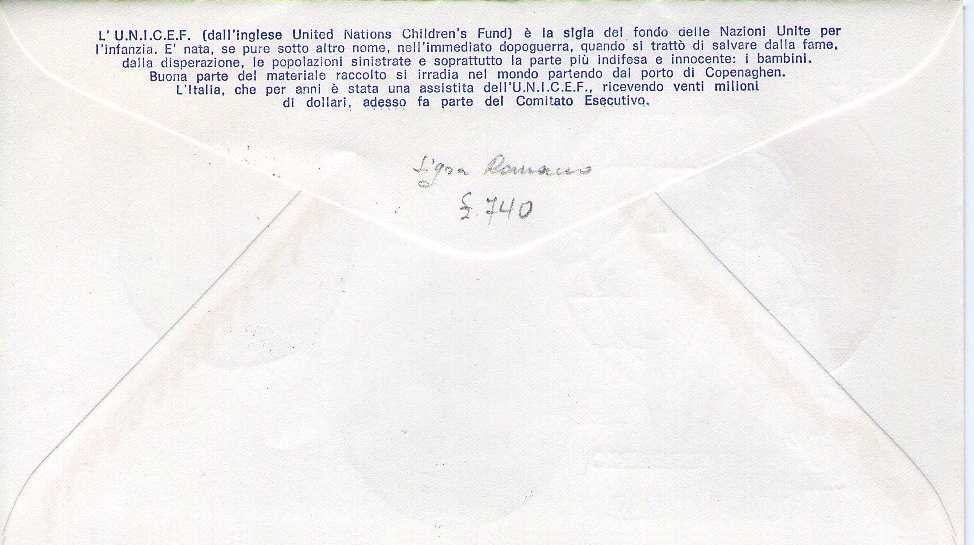 L' U.N.I.C.E.F. (dall'inglese United Nations Children's Fund) è la sigla del fondo delle Nazioni Unite per
l'infanzia. E' nata, se pure sotto altro nome, nell'immediato dopoguerra, quando si trattò di salvare dalla fame,
dalla disperazione, le popolazioni sinistrate e soprattutto la parte più indifesa e innocente: i bambini.
Buona parte del materiale raccolto si irradia nel mondo partendo dal porto di Copenaghen.
L'Italia, che per anni è stata una assistita dell'U.N.I.C.E.F., ricevendo venti milioni
di dollari, adesso fa parte del Comitato Esecutivo.
S'gra Romano
£ 740